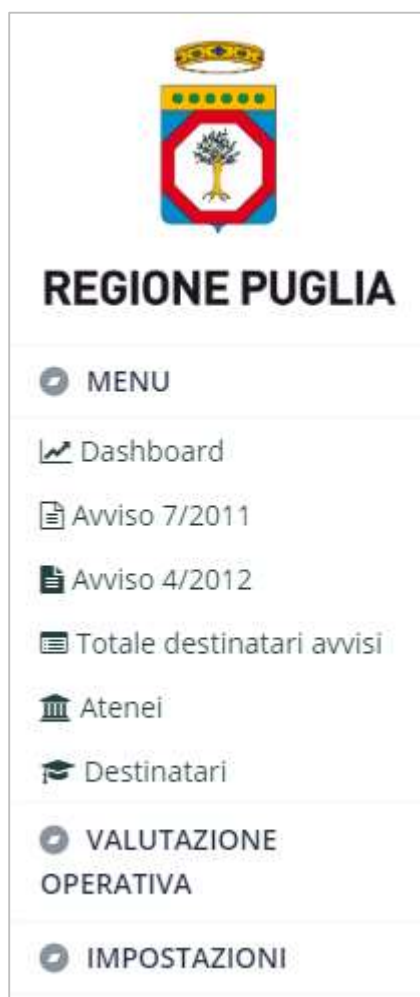 REGIONE PUGLIA
MENU
Dashboard
Avviso 7/2011
Avviso 4/2012
Totale destinatari avvisi
Atenei
Destinatari
VALUTAZIONE
OPERATIVA
IMPOSTAZIONI